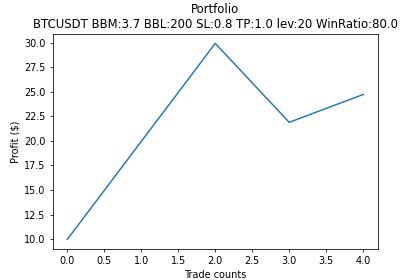 Portfolio
BTCUSDT BBM:3.7 BBL:200 SL:0.8 TP:1.0 lev:20 WinRatio:80.0
30.0
27.5
25.0
22.5
20.0
17.5
15.0
12.5
10.0
Profit ($)
0.0 0.5 1.0 1.5 2.0 2.5 3.0 3.5 4.0
Trade counts